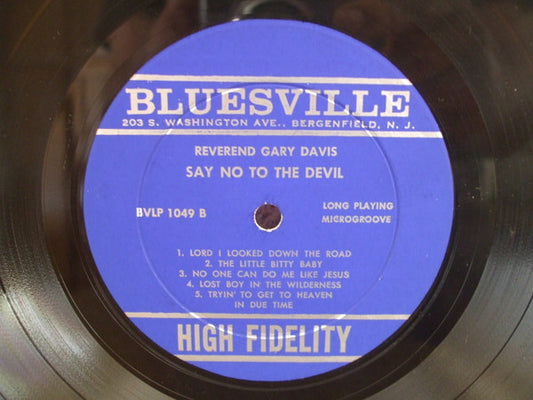 BLUESVILLE
203 S. WASHINGTON AVE., BERGENFIELD, N. J.
REVEREND GARY DAVIS
SAY NO TO THE DEVIL
BVLP 1049 B
LONG PLAYING
MICROGROOVE
1. LORD I LOOKED DOWN THE ROAD
2. THE LITTLE BITTY BABY
3. NO ONE CAN DO ME LIKE JESUS
4. LOST BOY IN THE WILDERNESS
5. TRYIN' TO GET TO HEAVEN
IN DUE TIME
HIGH FIDELITY